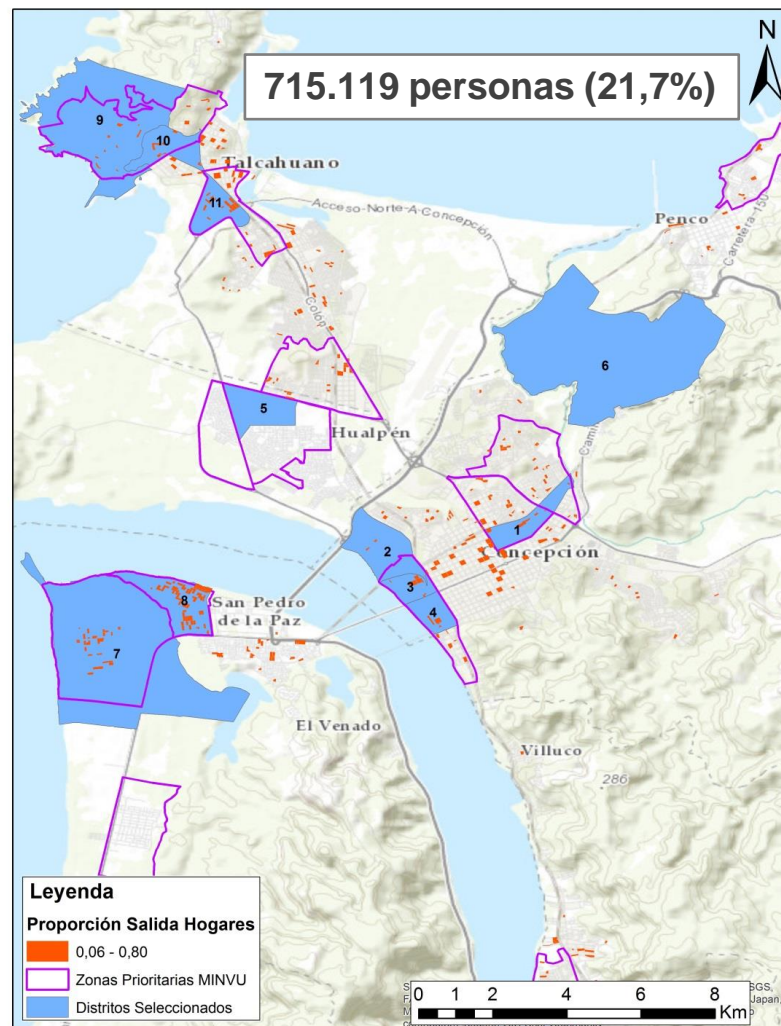 N
715.119 personas (21,7%)
9
10
Talcahuano
11
Acceso-Norte-A-Concepción
Penco
Carretera-150
Colón
6
5
Hualpén
1
2
Concepción
3
8
San Pedro
de la Paz
4
7
El Venado
Villuco
286
Leyenda
Proporción Salida Hogares
0,06 - 0,80
Zonas Prioritarias MINVU
Distritos Seleccionados
0 1 2 4 6 8
Km